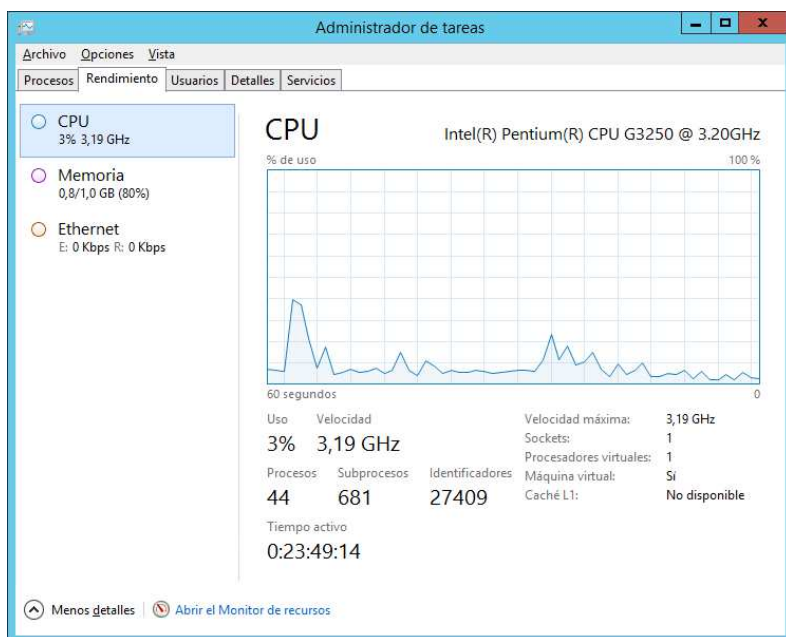 Administrador de tareas
Archivo Opciones Vista
Procesos Rendimiento Usuarios Detalles Servicios
CPU
3% 3,19 GHz
Memoria
0,8/1,0 GB (80%)
Ethernet
E: 0 Kbps R: 0 Kbps
CPU Intel(R) Pentium(R) CPU G3250 @ 3.20GHz
% de uso 100 %
60 segundos 0
Uso Velocidad
3% 3,19 GHz
Procesos Subprocesos Identificadores
44 681 27409
Tiempo activo
0:23:49:14
Velocidad máxima: 3,19 GHz
Sockets: 1
Procesadores virtuales: 1
Máquina virtual: Sí
Caché L1: No disponible
Menos detalles Abrir el Monitor de recursos